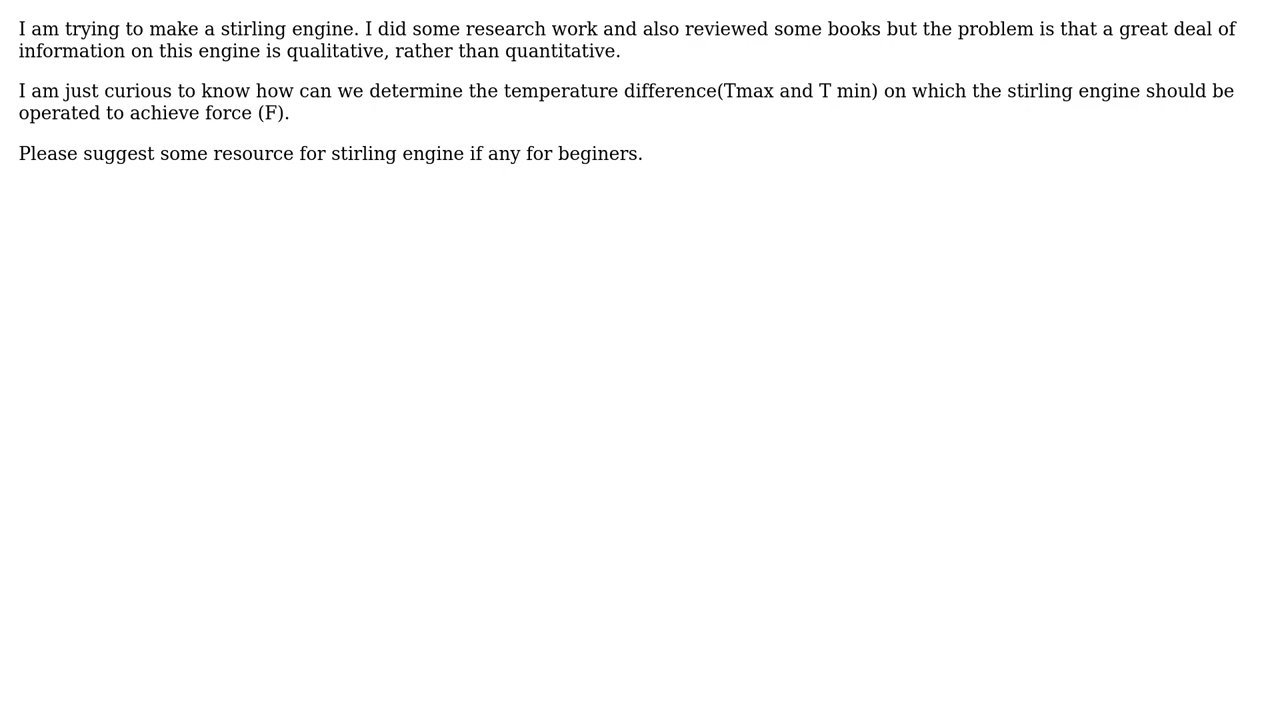 I am trying to make a stirling engine. I did some research work and also reviewed some books but the problem is that a great deal of
information on this engine is qualitative, rather than quantitative.
I am just curious to know how can we determine the temperature difference(Tmax and T min) on which the stirling engine should be
operated to achieve force (F).
Please suggest some resource for stirling engine if any for beginers.